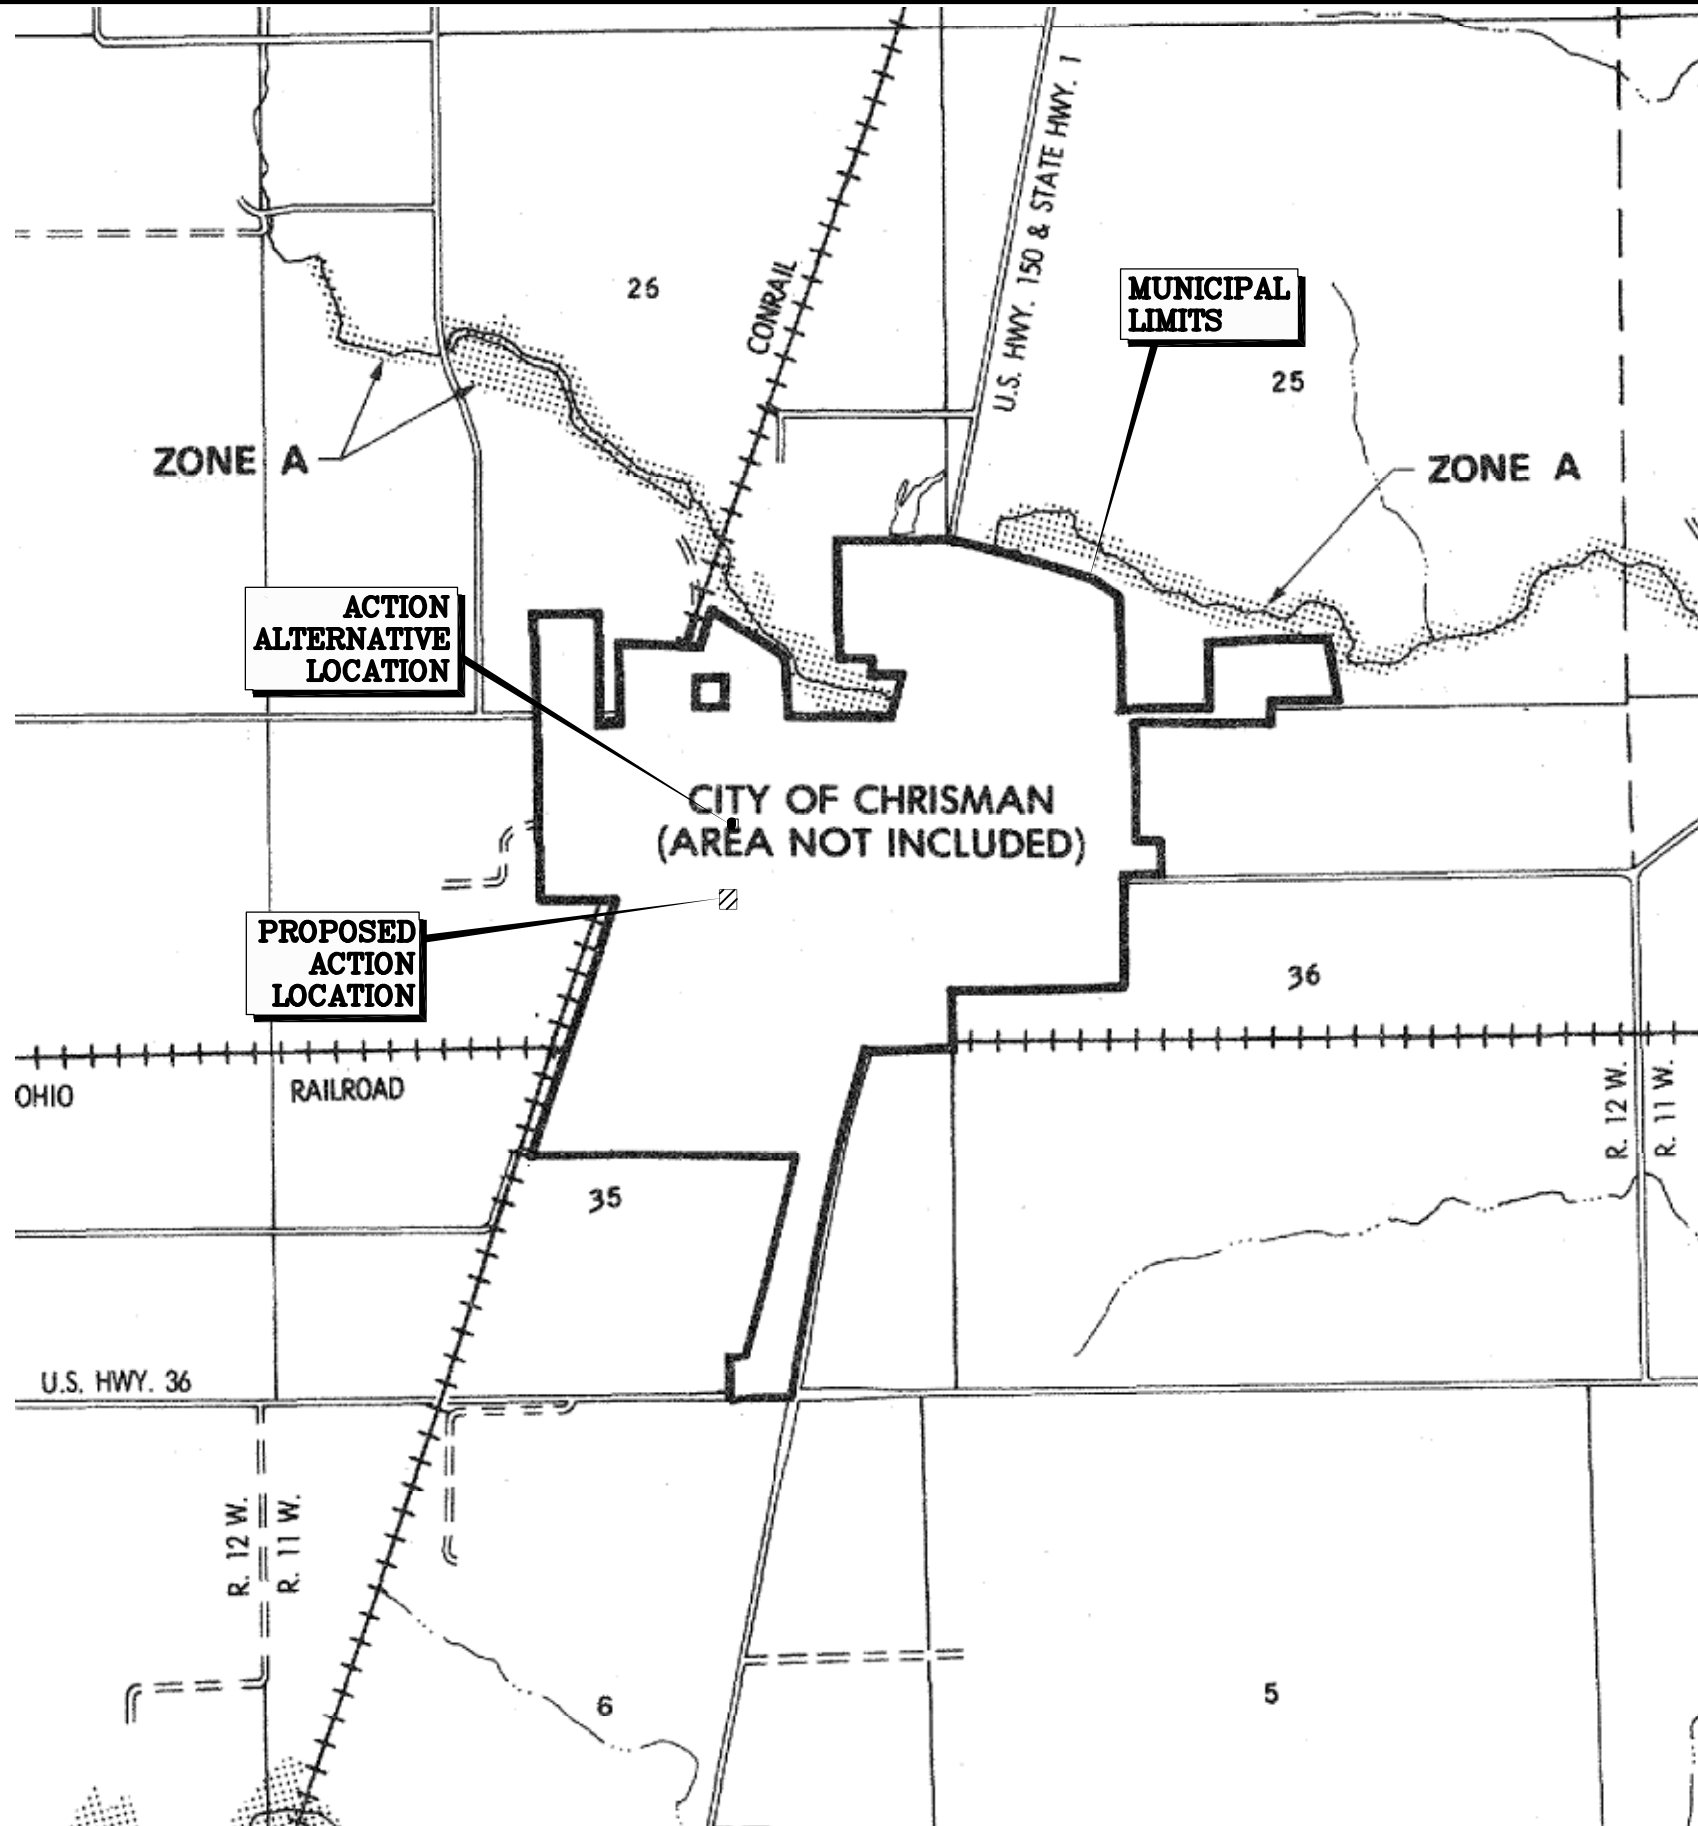 U.S. HWY. 150 & STATE HWY. 1
CONRAIL
26
MUNICIPAL
LIMITS
25
ZONE A
ZONE A
ACTION
ALTERNATIVE
LOCATION
CITY OF CHRISMAN
(AREA NOT INCLUDED)
PROPOSED
ACTION
LOCATION
36
OHIO
RAILROAD
R. 12 W.
R. 11 W.
35
U.S. HWY. 36
R. 12 W.
R. 11 W.
6
5